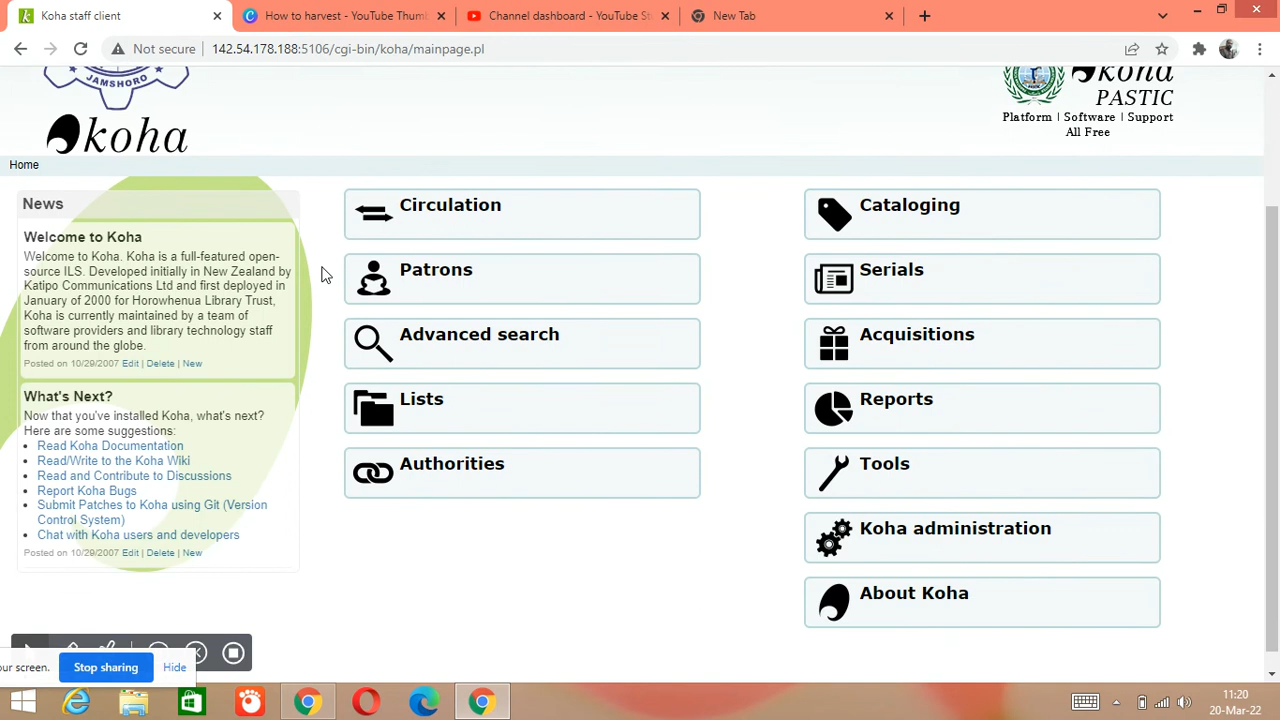 Koha staff client
How to harvest - YouTube Thumb
Channel dashboard - YouTube St
New Tab
Not secure
142.54.178.188:5106/cgi-bin/koha/mainpage.pl
JAMSHORO
koha
koha
PASTIC
Platform | Software | Support
All Free
Home
News
Welcome to Koha
Welcome to Koha. Koha is a full-featured open-
source ILS. Developed initially in New Zealand by
Katipo Communications Ltd and first deployed in
January of 2000 for Horowhenua Library Trust,
Koha is currently maintained by a team of
software providers and library technology staff
from around the globe.
Posted on 10/29/2007 Edit | Delete | New
What's Next?
Now that you've installed Koha, what's next?
Here are some suggestions:
Read Koha Documentation
Read/Write to the Koha Wiki
Read and Contribute to Discussions
Report Koha Bugs
Submit Patches to Koha using Git (Version
Control System)
Chat with Koha users and developers
Posted on 10/29/2007 Edit | Delete | New
Circulation
Patrons
Advanced search
Lists
Authorities
Cataloging
Serials
Acquisitions
Reports
Tools
Koha administration
About Koha
our screen.
Stop sharing
Hide
11:20
20-Mar-22